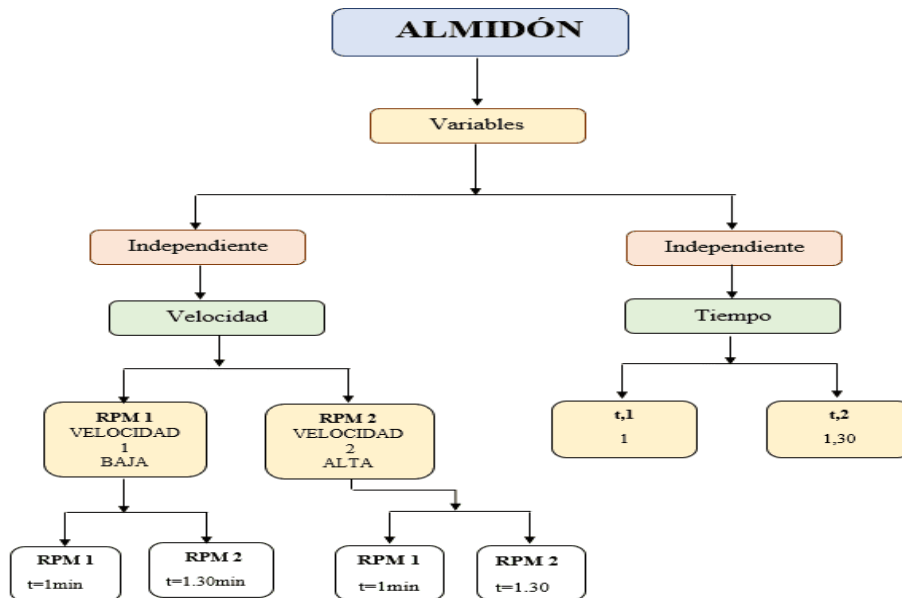 ALMIDÓN
Variables
Independiente
Independiente
Velocidad
Tiempo
RPM 1
VELOCIDAD
1
BAJA
RPM 2
VELOCIDAD
2
ALTA
t,1
1
t,2
1,30
RPM 1
t=1min
RPM 2
t=1.30min
RPM 1
t=1min
RPM 2
t=1.30